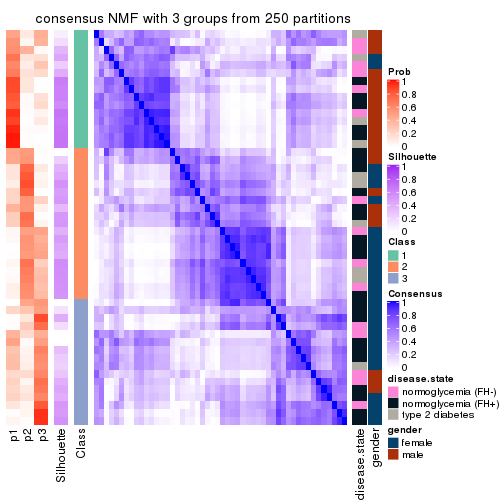 consensus NMF with 3 groups from 250 partitions
Prob
1
0.8
0.6
0.4
0.2
0
Silhouette
1
0.8
0.6
0.4
0.2
0
Class
1
2
3
Consensus
1
0.8
0.6
0.4
0.2
0
disease.state
normoglycemia (FH-)
normoglycemia (FH+)
type 2 diabetes
gender
female
male
p1
p2
p3
Silhouette
Class
disease.state
gender